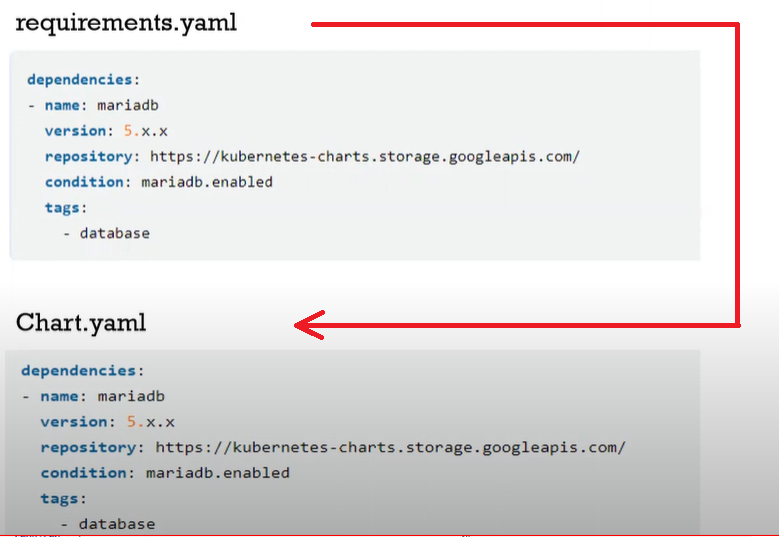 requirements.yaml
dependencies:
- name: mariadb
version: 5.x.x
repository: https://kubernetes-charts.storage.googleapis.com/
condition: mariadb.enabled
tags:
- database
Chart.yaml
dependencies:
- name: mariadb
version: 5.x.x
repository: https://kubernetes-charts.storage.googleapis.com/
condition: mariadb.enabled
tags:
- database